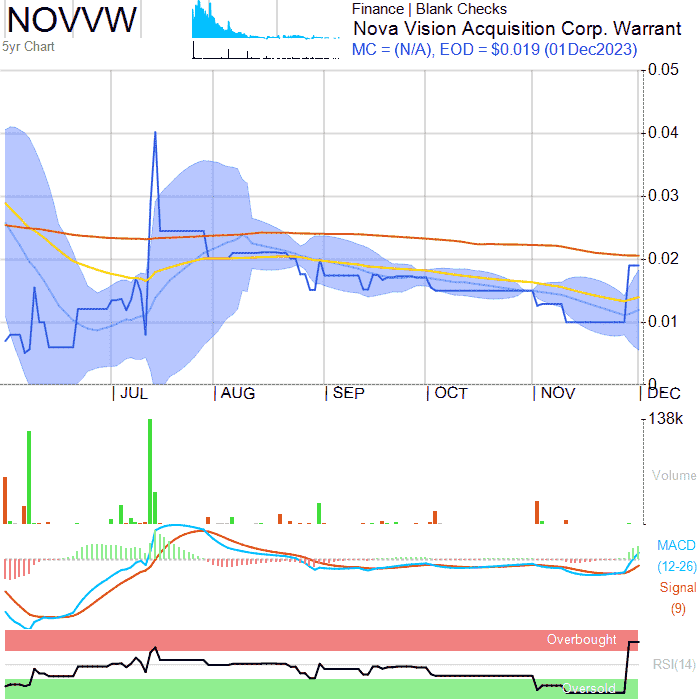 NOVVW
5yr Chart
Finance | Blank Checks
Nova Vision Acquisition Corp. Warrant
MC = (N/A), EOD = $0.019 (01Dec2023)
0.05
0.04
0.03
0.02
0.01
0
JUL AUG SEP OCT NOV DEC
138k
Volume
MACD
(12-26)
Signal
(9)
Overbought
RSI(14)
Oversold